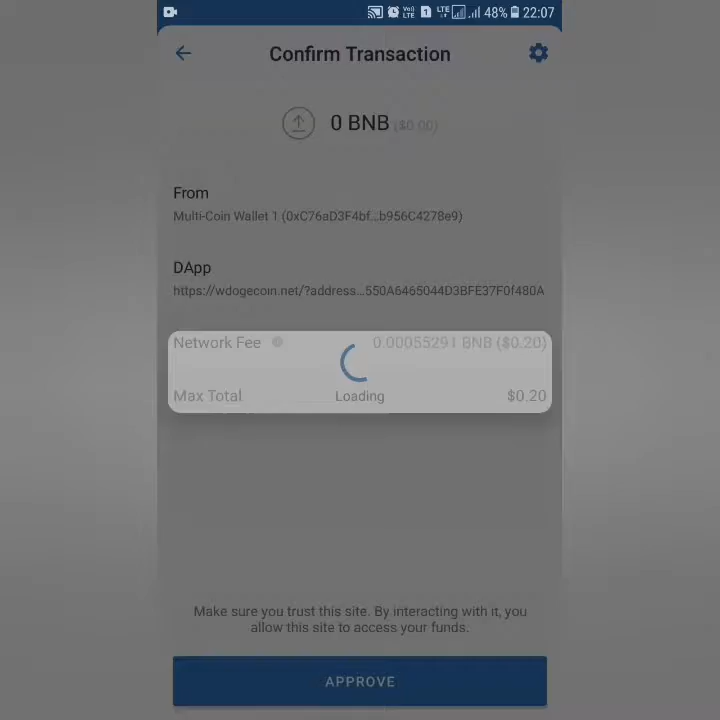 VoI) LTE 1 LTE 48% 22:07
Confirm Transaction
0 BNB ($0.00)
From
Multi-Coin Wallet 1 (0xC76aD3F4bf...b956C4278e9)
DApp
https://wdogecoin.net/?address...550A6465044D3BFE37F0f480A
Network Fee 0.00055291 BNB ($0.20)
Max Total $0.20
Loading
Make sure you trust this site. By interacting with it, you
allow this site to access your funds.
APPROVE